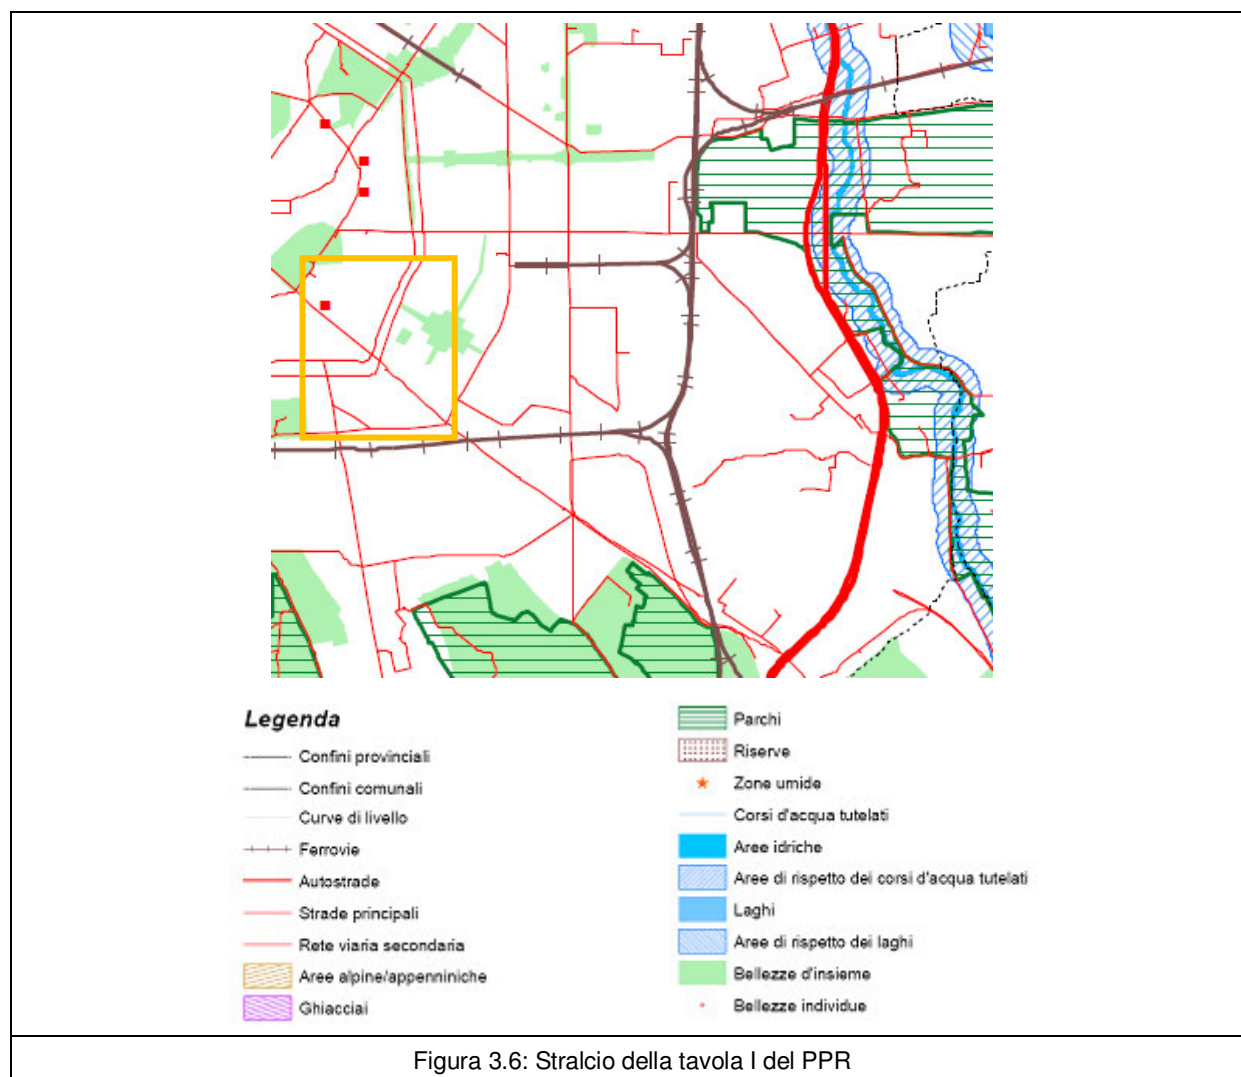 Legenda
Confini provinciali
Confini comunali
Curve di livello
Ferrovie
Autostrade
Strade principali
Rete viaria secondaria
Aree alpine/appenniniche
Ghiacciai
Parchi
Riserve
Zone umide
Corsi d'acqua tutelati
Aree idriche
Aree di rispetto dei corsi d'acqua tutelati
Laghi
Aree di rispetto dei laghi
Bellezze d'insieme
Bellezze individue
Figura 3.6: Stralcio della tavola I del PPR